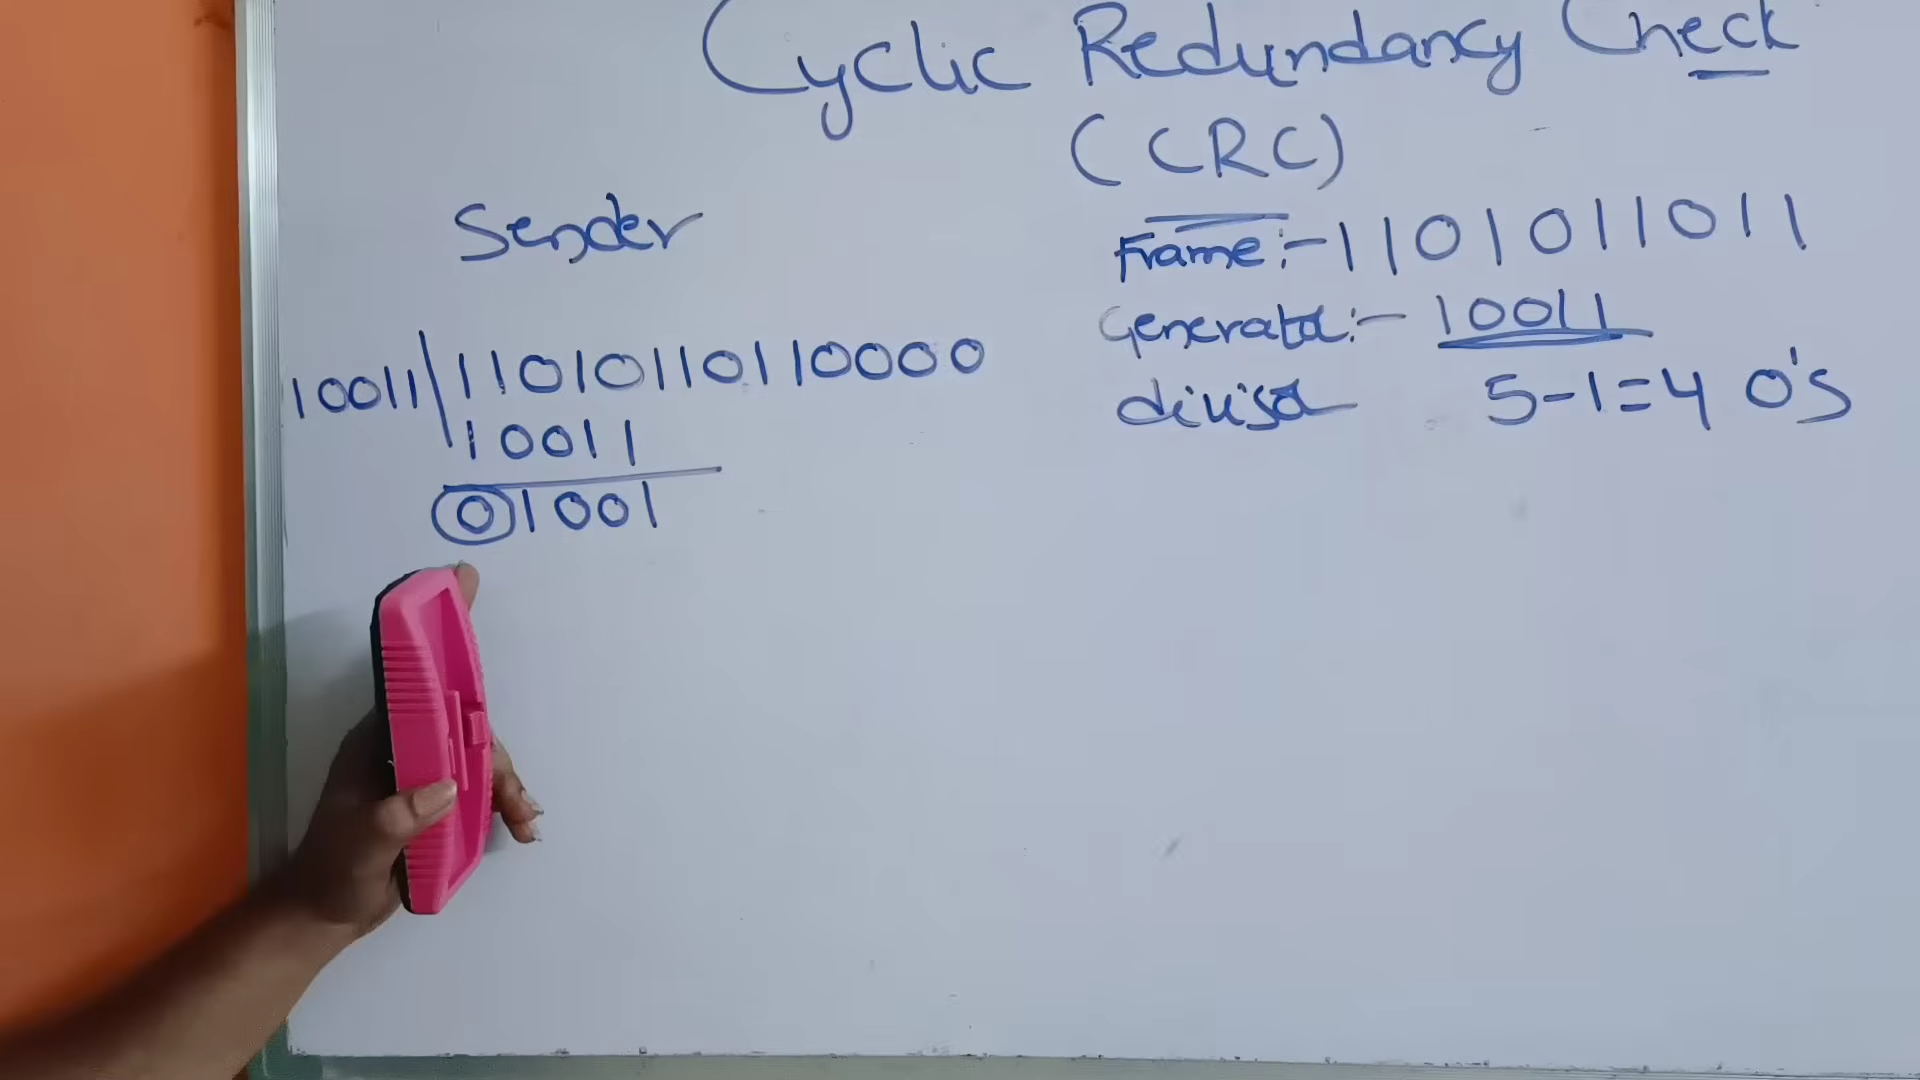 Cyclic Redundancy Check
(CRC)
Sender
Frame:- 1101011011
Generator:- 10011
divisor 5-1=4 0's
10011 11010110110000
10011
01001